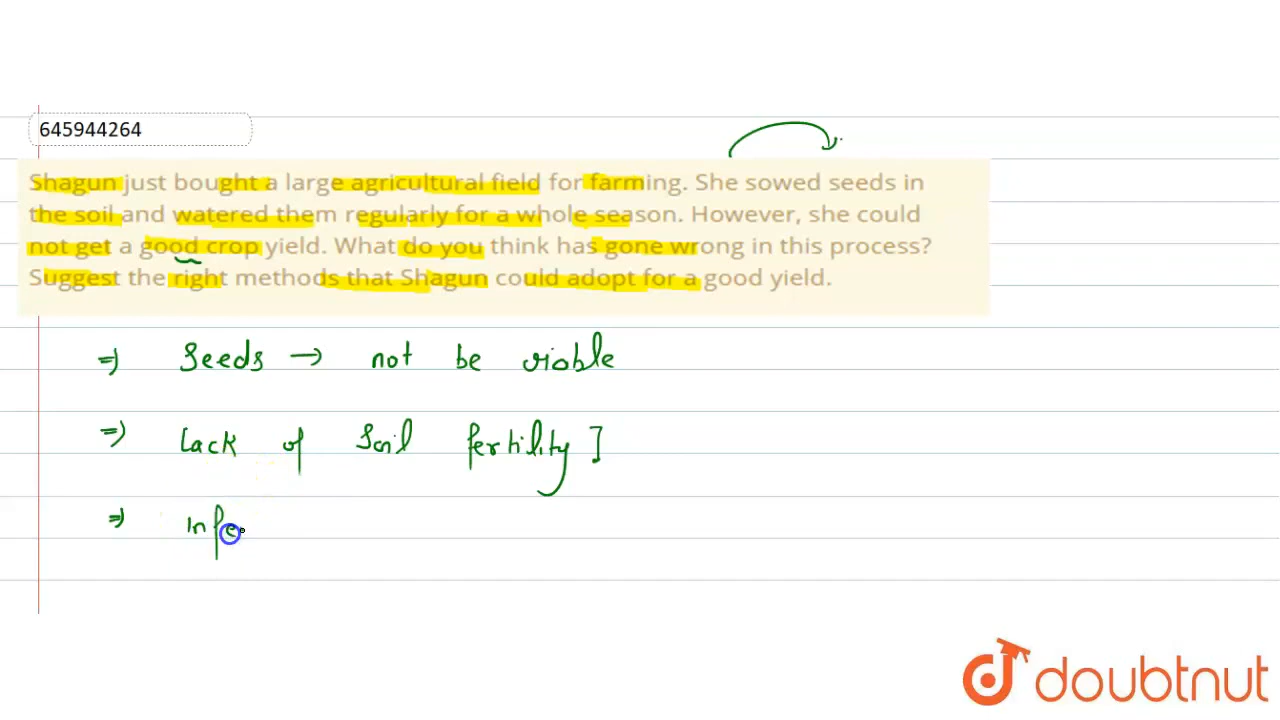 645944264
Shagun just bought a large agricultural field for farming. She sowed seeds in
the soil and watered them regularly for a whole season. However, she could
not get a good crop yield. What do you think has gone wrong in this process?
Suggest the right methods that Shagun could adopt for a good yield.
⇒ Seeds → not be viable
⇒ Lack of Soil fertility ]
⇒ Infe
doubtnut